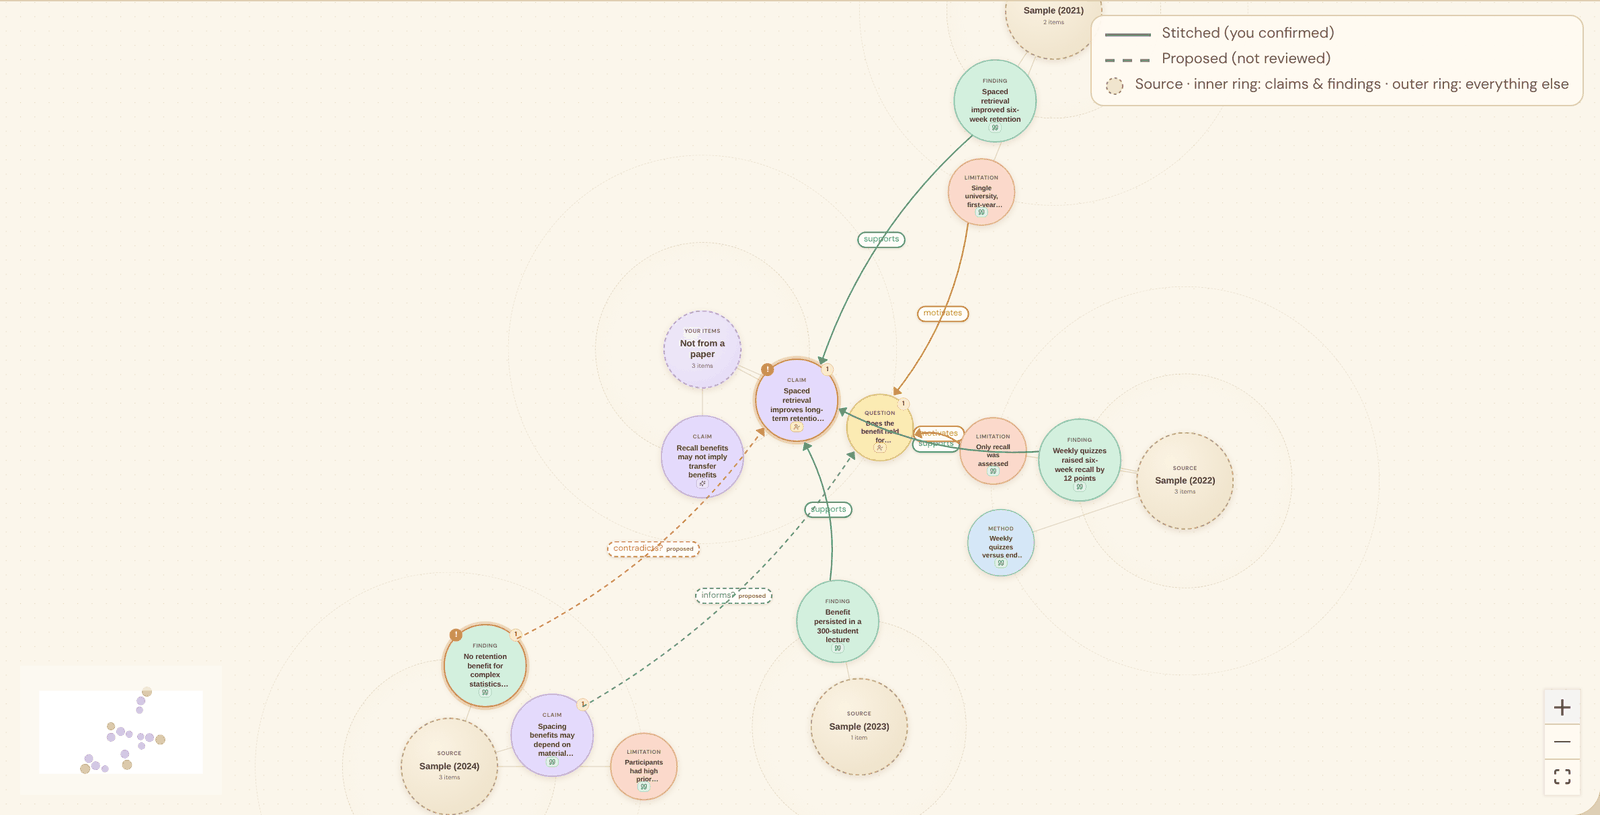 Sample (2021)
2 items
Stitched (you confirmed)
Proposed (not reviewed)
Source · inner ring: claims & findings · outer ring: everything else
FINDING
Spaced
retrieval
improved six-
week retention
LIMITATION
Single
university,
first-year...
supports
motivates
YOUR ITEMS
Not from a
paper
3 items
!
1
CLAIM
Spaced
retrieval
improves long-
term retentio...
1
QUESTION
Does the
benefit hold
for...
motivates
supports
LIMITATION
Only recall
was
assessed
FINDING
Weekly quizzes
raised six-
week recall by
12 points
SOURCE
Sample (2022)
3 items
CLAIM
Recall benefits
may not imply
transfer
benefits
METHOD
Weekly
quizzes
versus end...
supports
contradicts? proposed
informs? proposed
FINDING
Benefit
persisted in a
300-student
lecture
!
1
FINDING
No retention
benefit for
complex
statistics...
1
CLAIM
Spacing
benefits may
depend on
material...
SOURCE
Sample (2023)
1 item
SOURCE
Sample (2024)
3 items
LIMITATION
Participants
had high
prior...